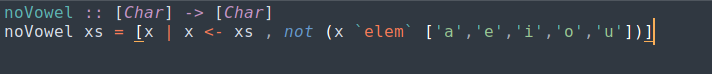 noVowel :: [Char] -> [Char]
noVowel xs = [x | x <- xs , not (x `elem` ['a','e','i','o','u'])]